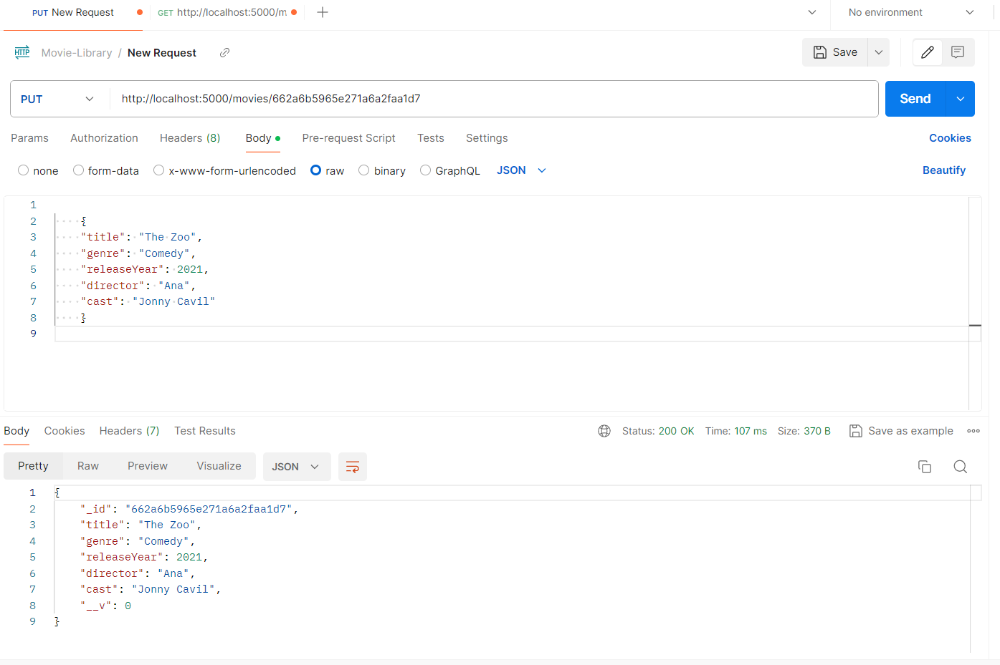 PUT New Request GET http://localhost:5000/m No environment
HTTP Movie-Library / New Request Save
PUT http://localhost:5000/movies/662a6b5965e271a6a2faa1d7 Send
Params Authorization Headers (8) Body Pre-request Script Tests Settings Cookies
none form-data x-www-form-urlencoded raw binary GraphQL JSON Beautify
1
2 {
3 "title": "The Zoo",
4 "genre": "Comedy",
5 "releaseYear": 2021,
6 "director": "Ana",
7 "cast": "Jonny Cavil"
8 }
9
Body Cookies Headers (7) Test Results Status: 200 OK Time: 107 ms Size: 370 B Save as example
Pretty Raw Preview Visualize JSON
1 {
2 "_id": "662a6b5965e271a6a2faa1d7",
3 "title": "The Zoo",
4 "genre": "Comedy",
5 "releaseYear": 2021,
6 "director": "Ana",
7 "cast": "Jonny Cavil",
8 "__v": 0
9 }